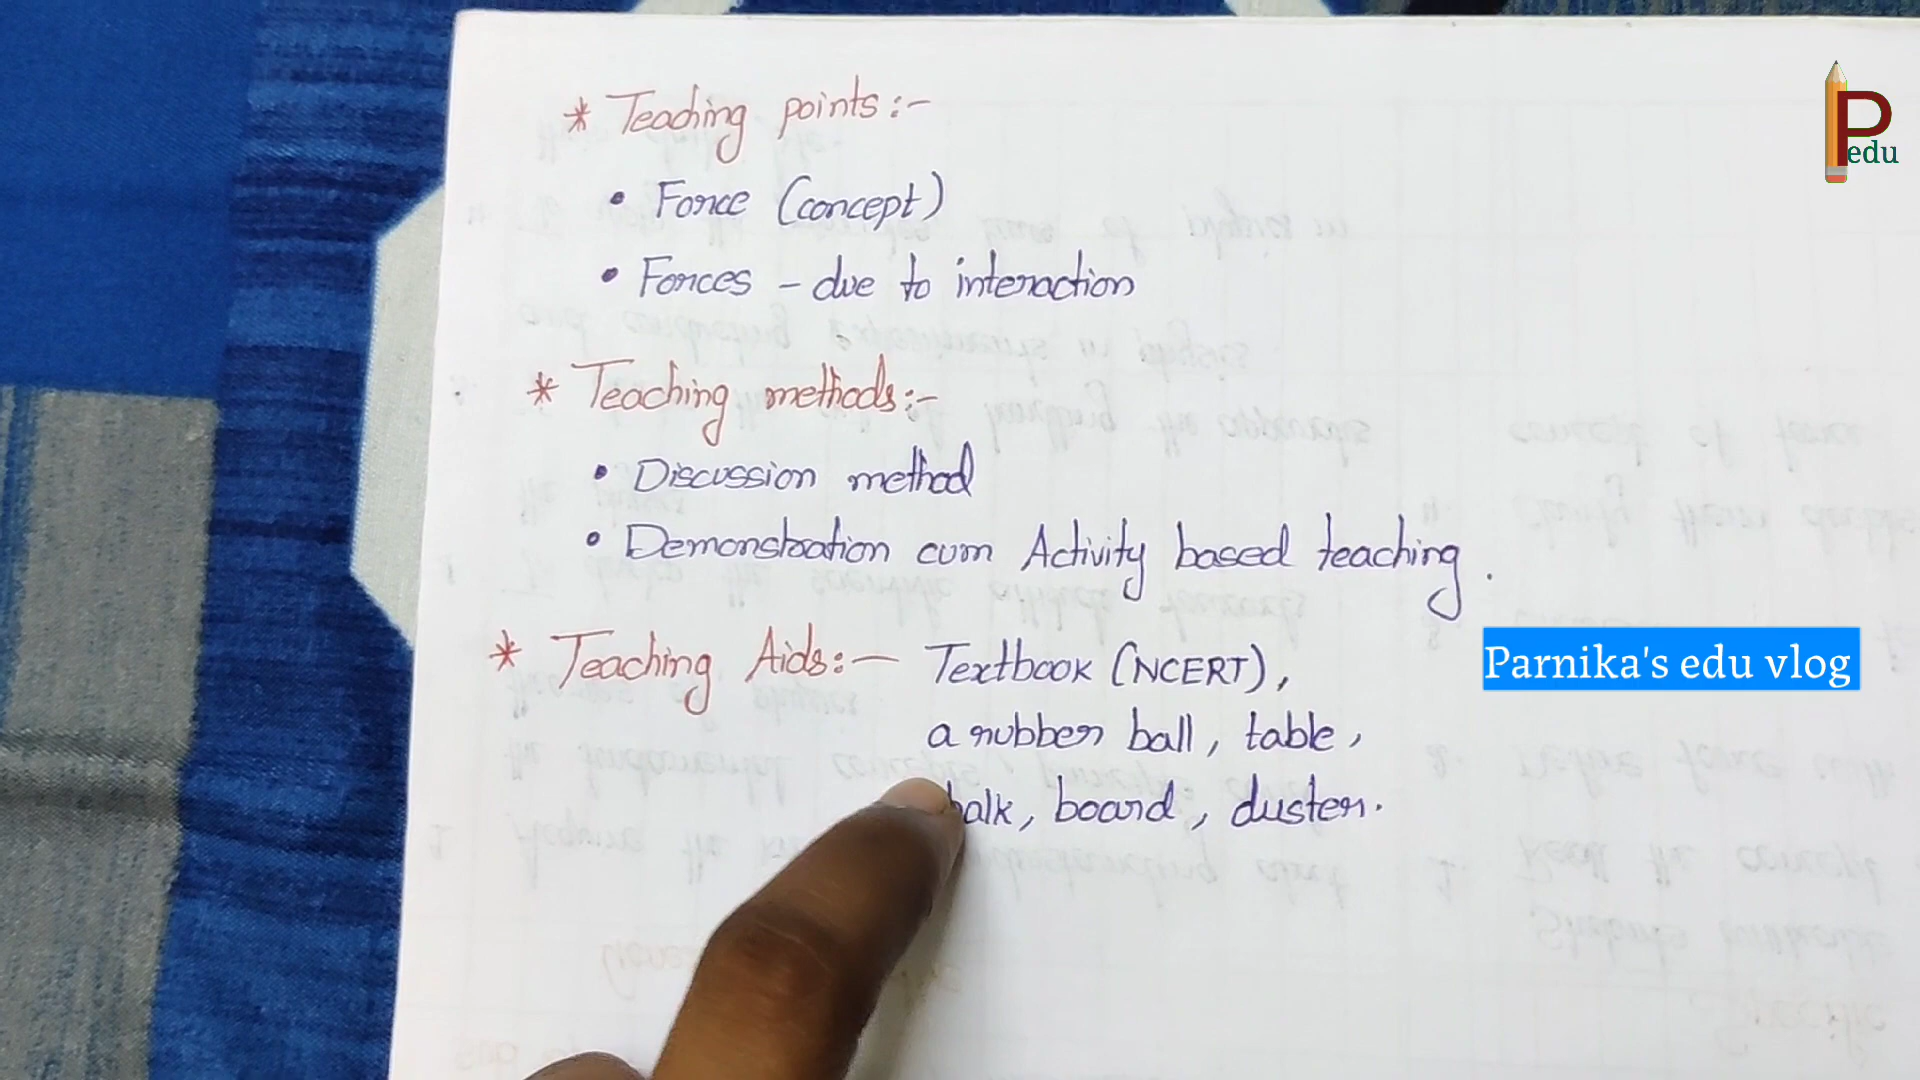 * Teaching points:-
• Force (concept)
• Forces - due to interaction
* Teaching methods:-
• Discussion method
• Demonstration cum Activity based teaching.
* Teaching Aids:- Textbook (NCERT),
a rubber ball, table,
board, duster.
P
edu
Parnika's edu vlog